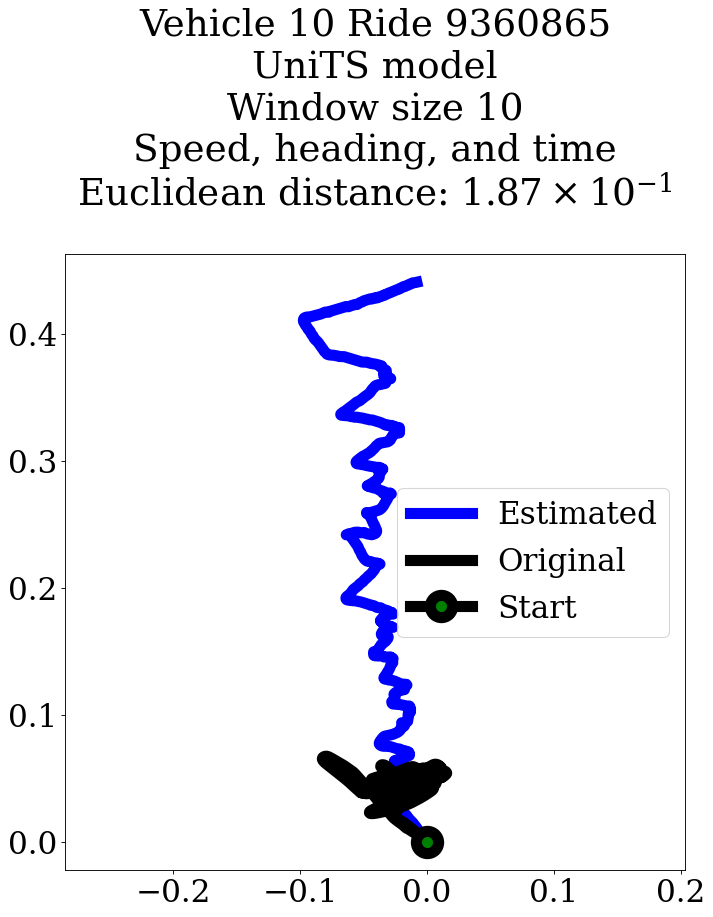 Vehicle 10 Ride 9360865
UniTS model
Window size 10
Speed, heading, and time
Euclidean distance: 1.87 × 10⁻¹
0.4
0.3
0.2
0.1
0.0
Estimated
Original
Start
−0.2
−0.1
0.0
0.1
0.2